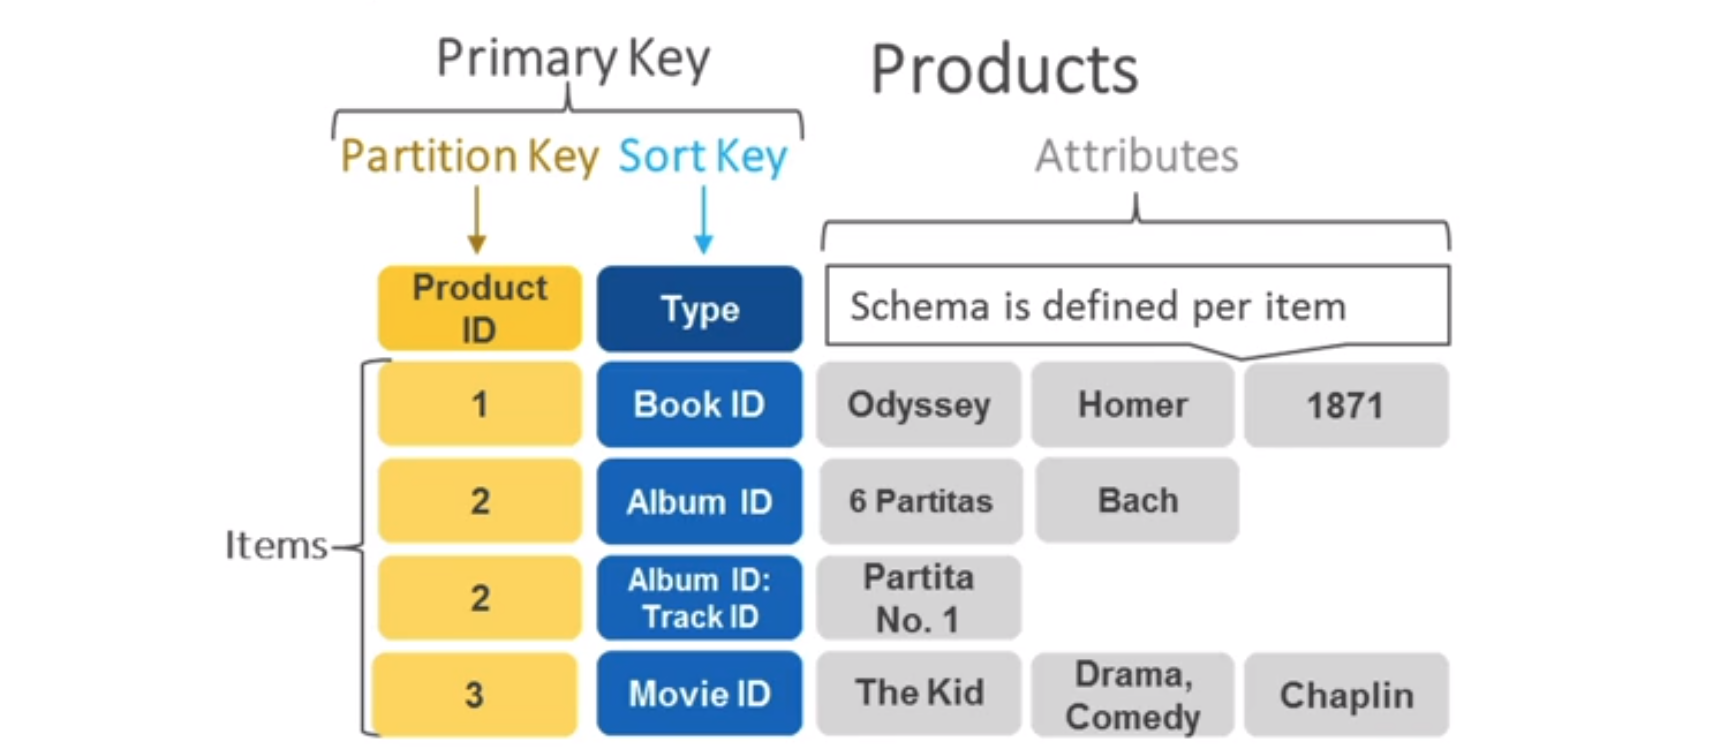 Primary Key
Products
Partition Key
Sort Key
Attributes
Product
ID
Type
Schema is defined per item
Items
1
Book ID
Odyssey
Homer
1871
2
Album ID
6 Partitas
Bach
2
Album ID:
Track ID
Partita
No. 1
3
Movie ID
The Kid
Drama,
Comedy
Chaplin